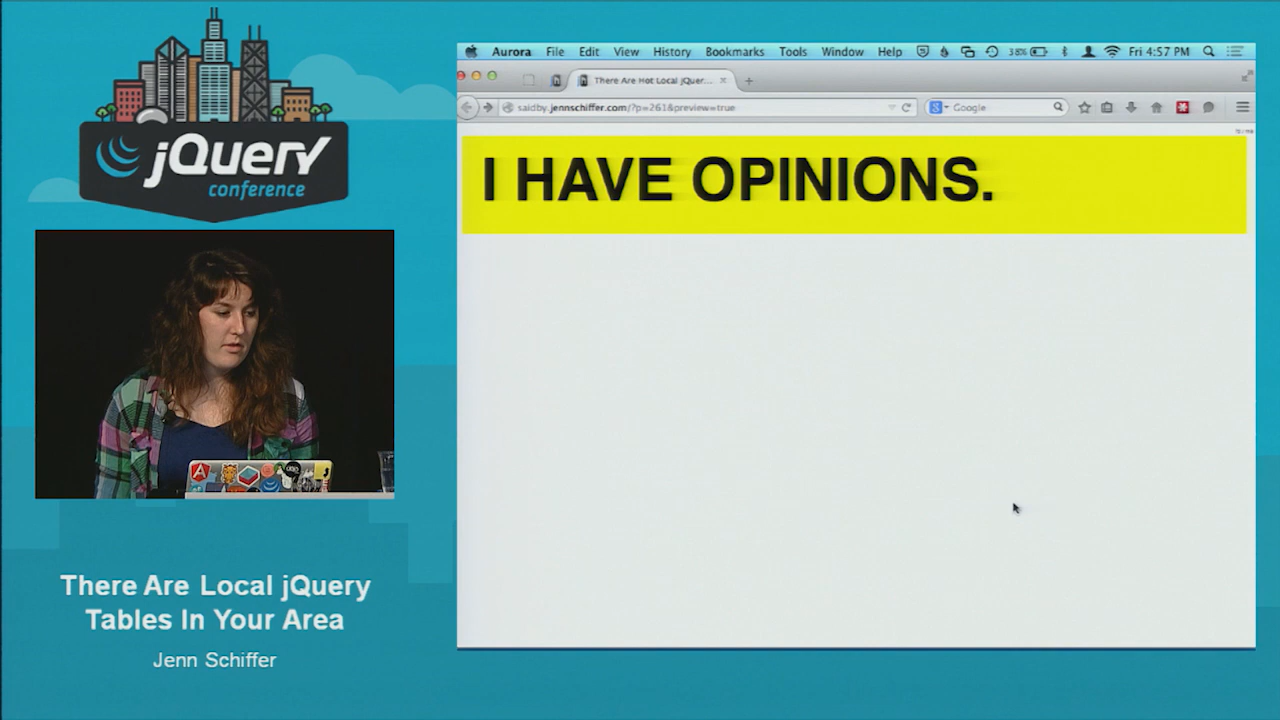 jQuery
conference
There Are Local jQuery
Tables In Your Area
Jenn Schiffer
Aurora File Edit View History Bookmarks Tools Window Help 38% Fri 4:57 PM
There Are Hot Local jQuer...
saidby.jennschiffer.com/?p=261&preview=true
Google
I HAVE OPINIONS.